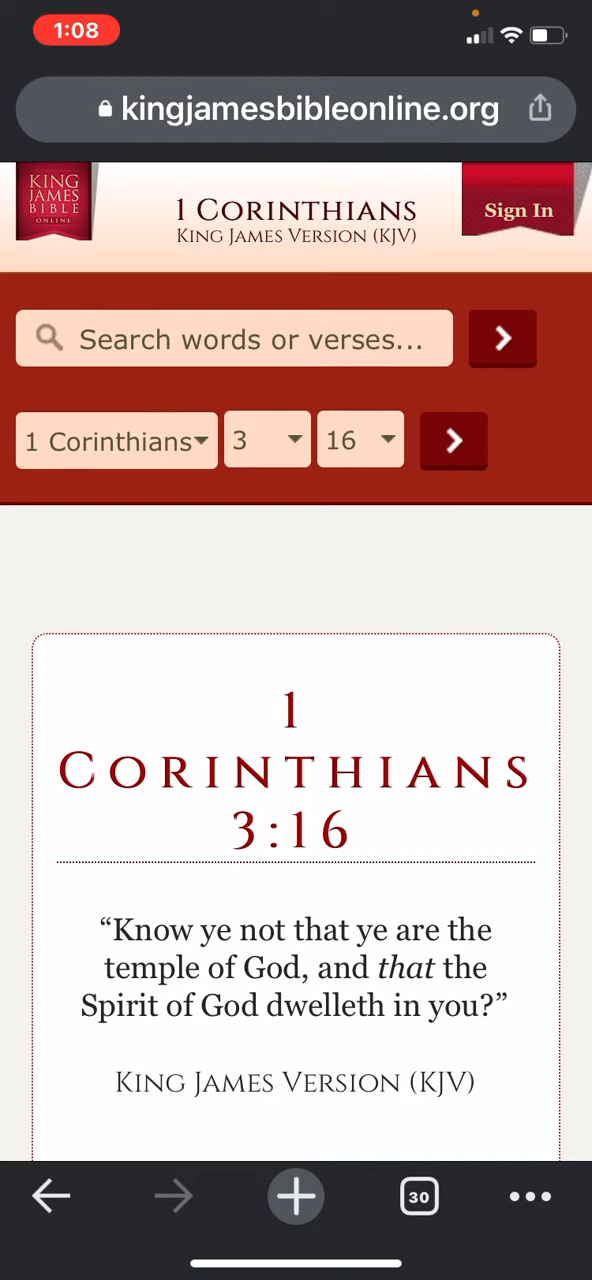 1:08
kingjamesbibleonline.org
KING
JAMES
BIBLE
ONLINE
1 CORINTHIANS
KING JAMES VERSION (KJV)
Sign In
Search words or verses...
1 Corinthians 3 16
1
CORINTHIANS
3:16
“Know ye not that ye are the
temple of God, and that the
Spirit of God dwelleth in you?”
KING JAMES VERSION (KJV)
30